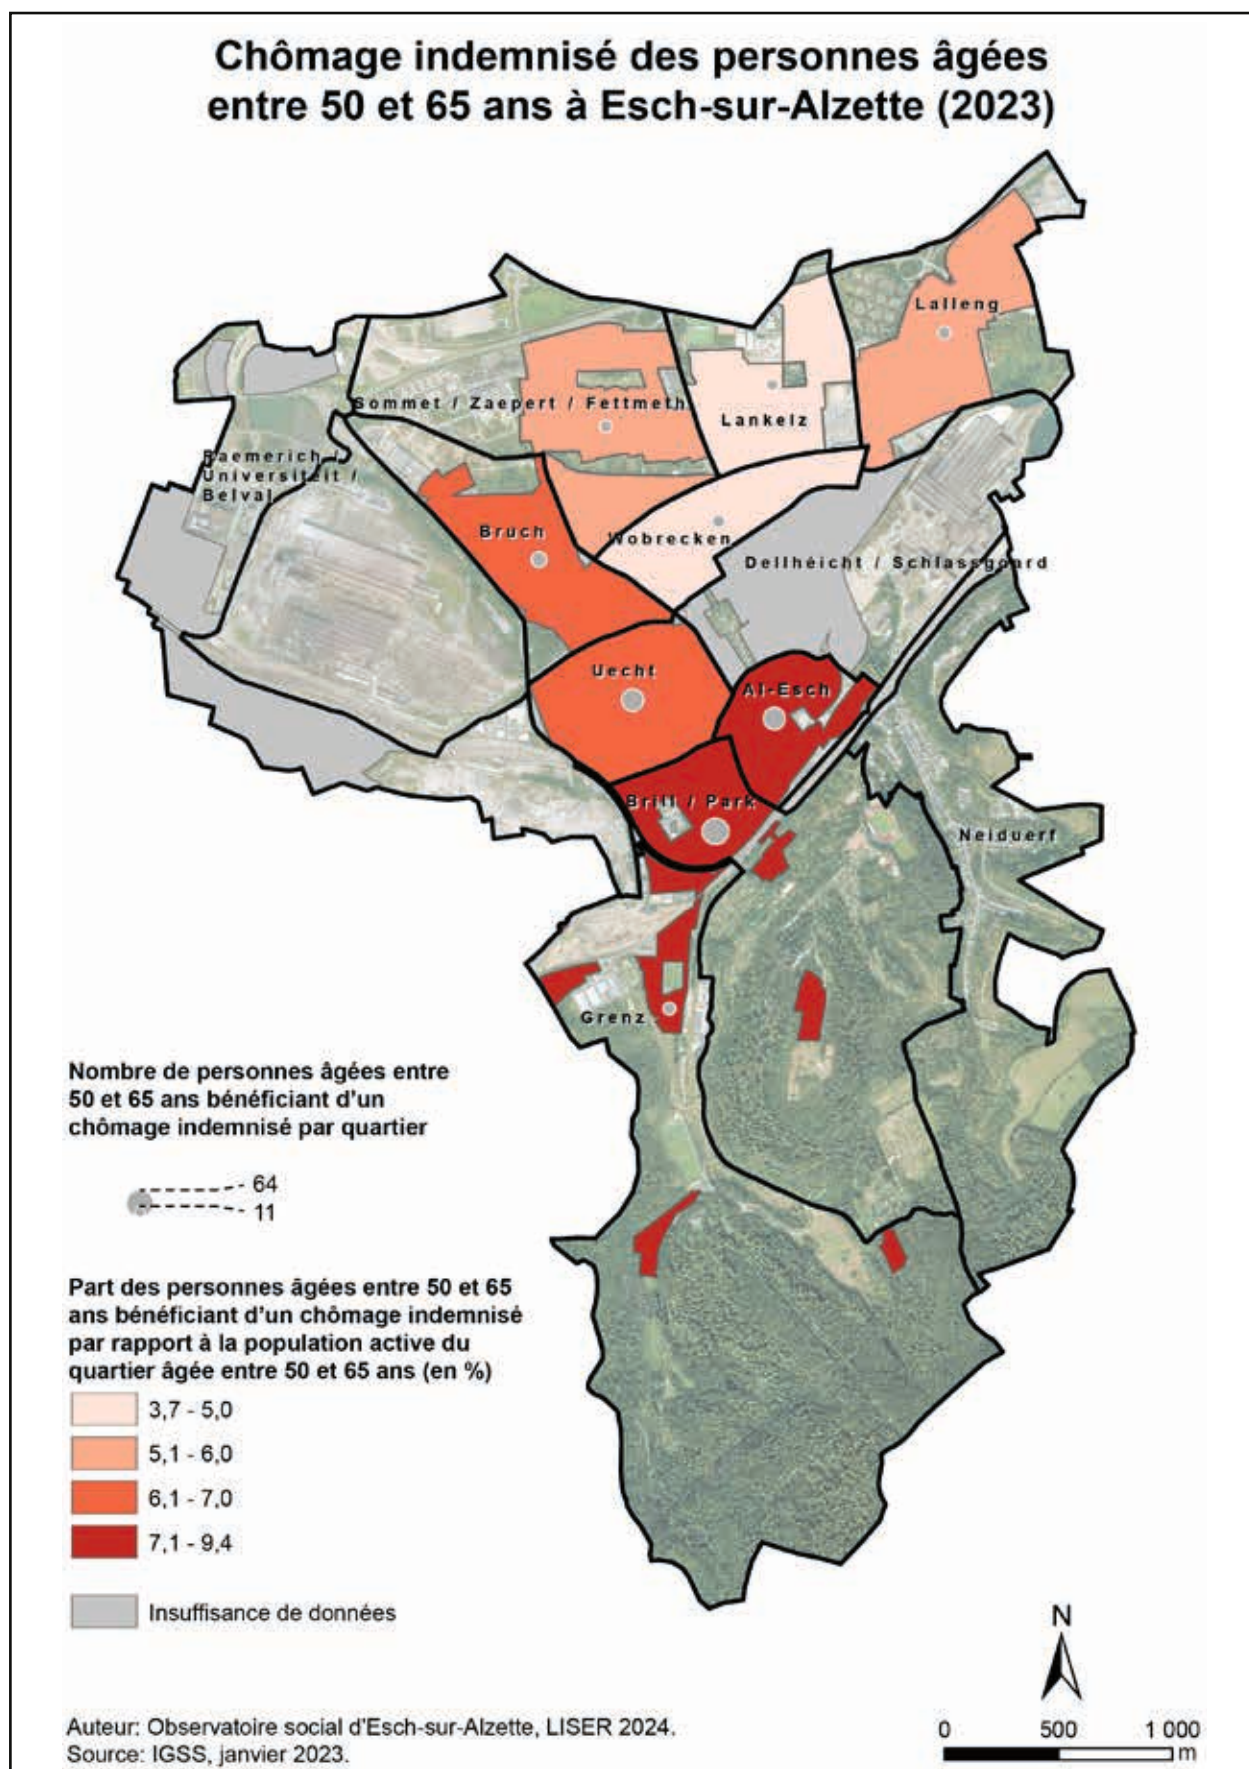 Chômage indemnisé des personnes âgées
entre 50 et 65 ans à Esch-sur-Alzette (2023)
Lalleng
Sommet / Zaepert / Fettmeth
Lankelz
Raemerich /
Universiteit /
Belval
Bruch
Wobrecken
Dellhéicht / Schlassgoard
Uecht
Al-Esch
Brill / Park
Neiduerf
Grenz
Nombre de personnes âgées entre
50 et 65 ans bénéficiant d'un
chômage indemnisé par quartier
64
11
Part des personnes âgées entre 50 et 65
ans bénéficiant d'un chômage indemnisé
par rapport à la population active du
quartier âgée entre 50 et 65 ans (en %)
3,7 - 5,0
5,1 - 6,0
6,1 - 7,0
7,1 - 9,4
Insuffisance de données
N
Auteur: Observatoire social d'Esch-sur-Alzette, LISER 2024.
Source: IGSS, janvier 2023.
0 500 1 000
m